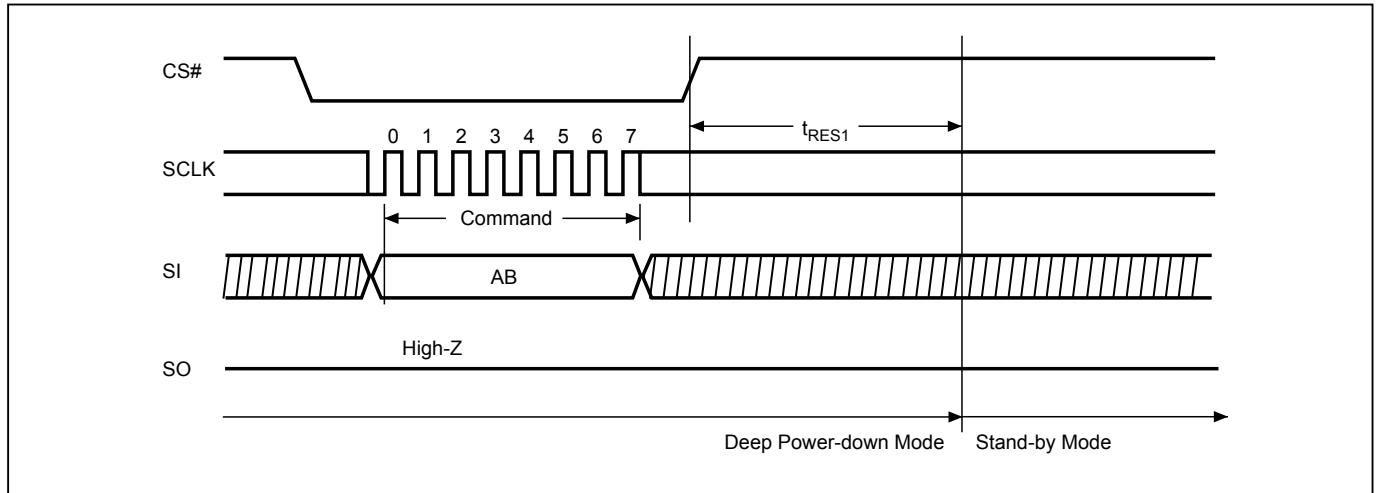 CS#
t_RES1
0 1 2 3 4 5 6 7
SCLK
Command
SI
AB
High-Z
SO
Deep Power-down Mode Stand-by Mode